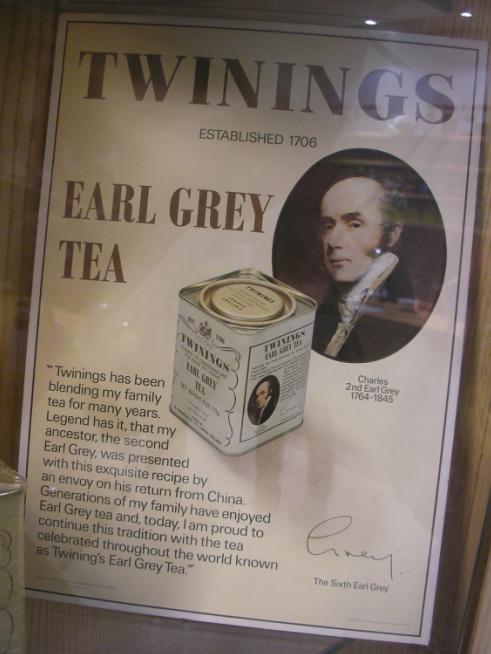 TWININGS
ESTABLISHED 1706
EARL GREY
TEA
Charles
2nd Earl Grey
1764-1845
TWININGS
EST. 1706
TWININGS
EARL GREY
TEA
TWININGS
EARL GREY TEA
"Twinings has been
blending my family
tea for many years.
Legend has it, that my
ancestor, the second
Earl Grey, was presented
with this exquisite recipe by
an envoy on his return from China.
Generations of my family have enjoyed
Earl Grey tea and, today, I am proud to
continue this tradition with the tea
celebrated throughout the world known
as Twining's Earl Grey Tea."
Grey.
The Sixth Earl Grey